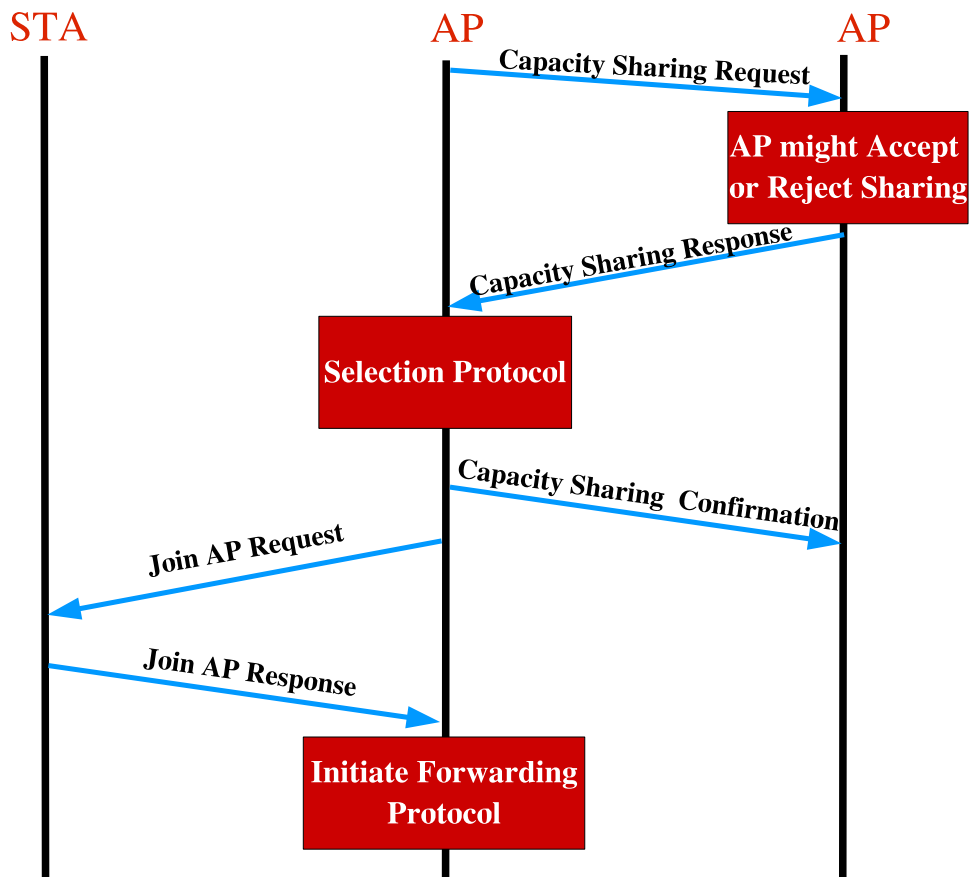 STA
AP
AP
Capacity Sharing Request
AP might Accept
or Reject Sharing
Capacity Sharing Response
Selection Protocol
Capacity Sharing Confirmation
Join AP Request
Join AP Response
Initiate Forwarding
Protocol